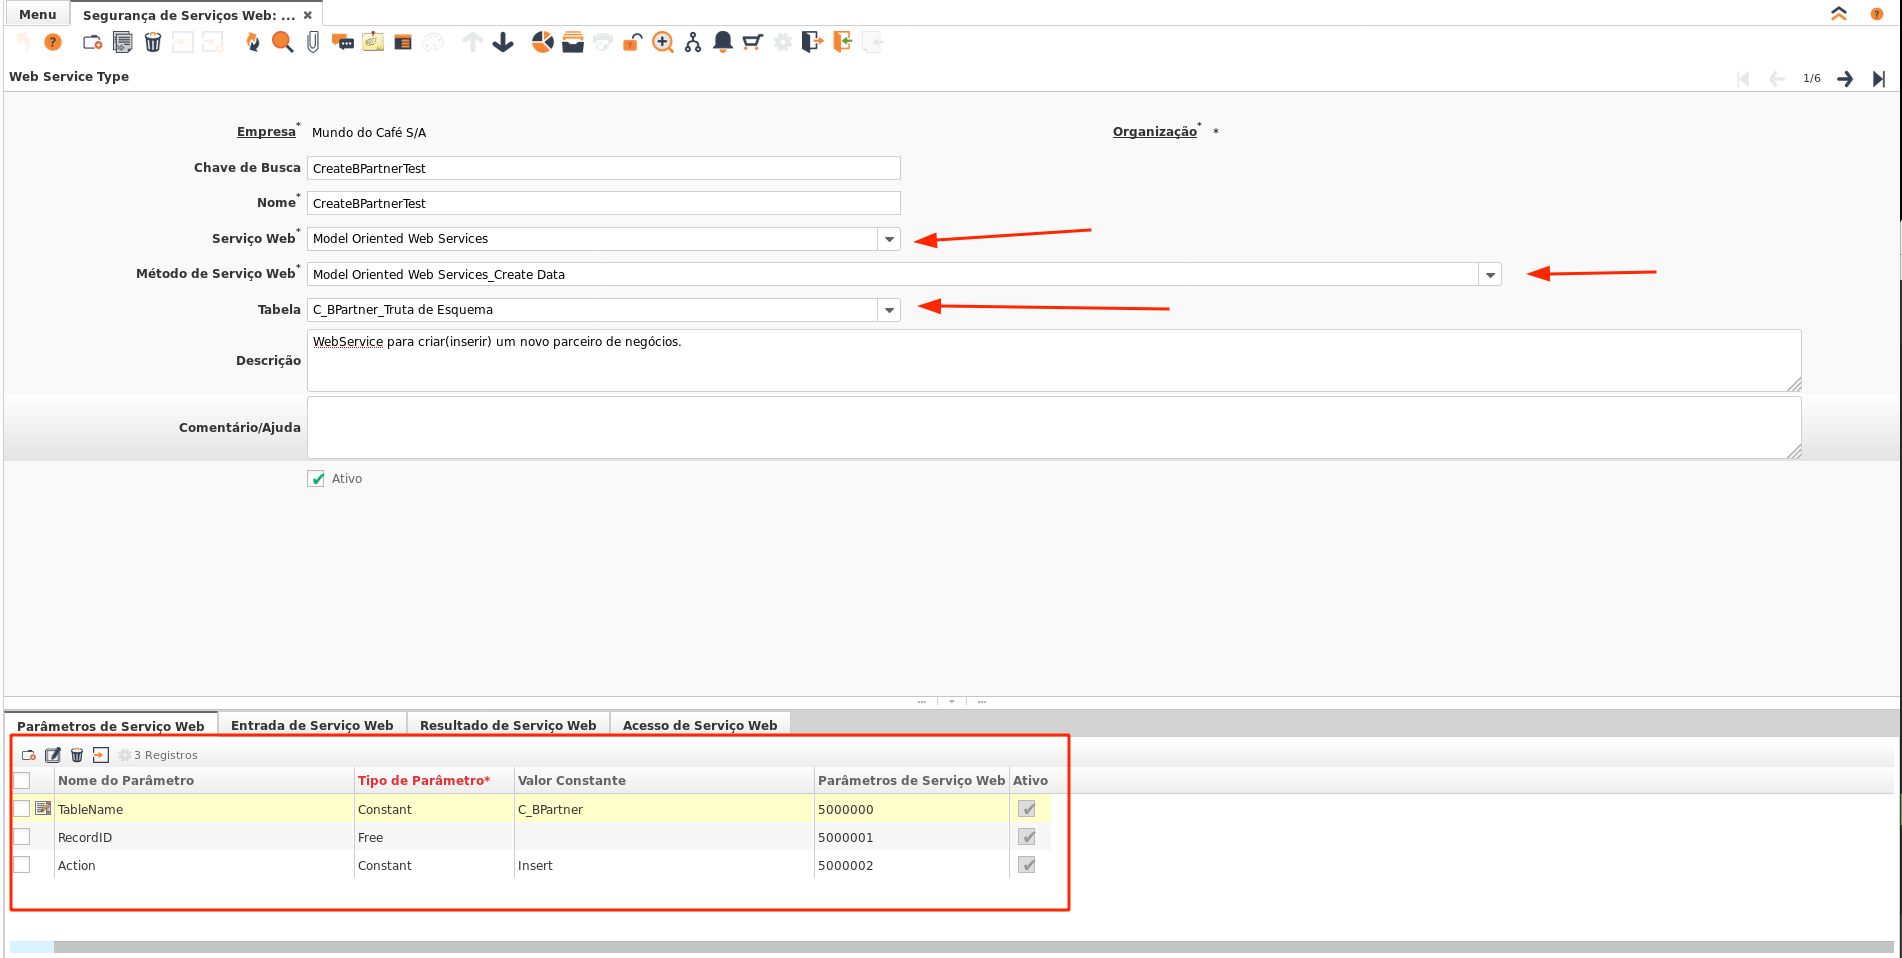 Menu
Segurança de Serviços Web: ...
Web Service Type
1/6
Empresa* Mundo do Café S/A
Organização* *
Chave de Busca CreateBPartnerTest
Nome* CreateBPartnerTest
Serviço Web* Model Oriented Web Services
Método de Serviço Web* Model Oriented Web Services_Create Data
Tabela C_BPartner_Truta de Esquema
Descrição WebService para criar(inserir) um novo parceiro de negócios.
Comentário/Ajuda
Ativo
Parâmetros de Serviço Web Entrada de Serviço Web Resultado de Serviço Web Acesso de Serviço Web
3 Registros
Nome do Parâmetro Tipo de Parâmetro* Valor Constante Parâmetros de Serviço Web Ativo
TableName Constant C_BPartner 5000000
RecordID Free 5000001
Action Constant Insert 5000002